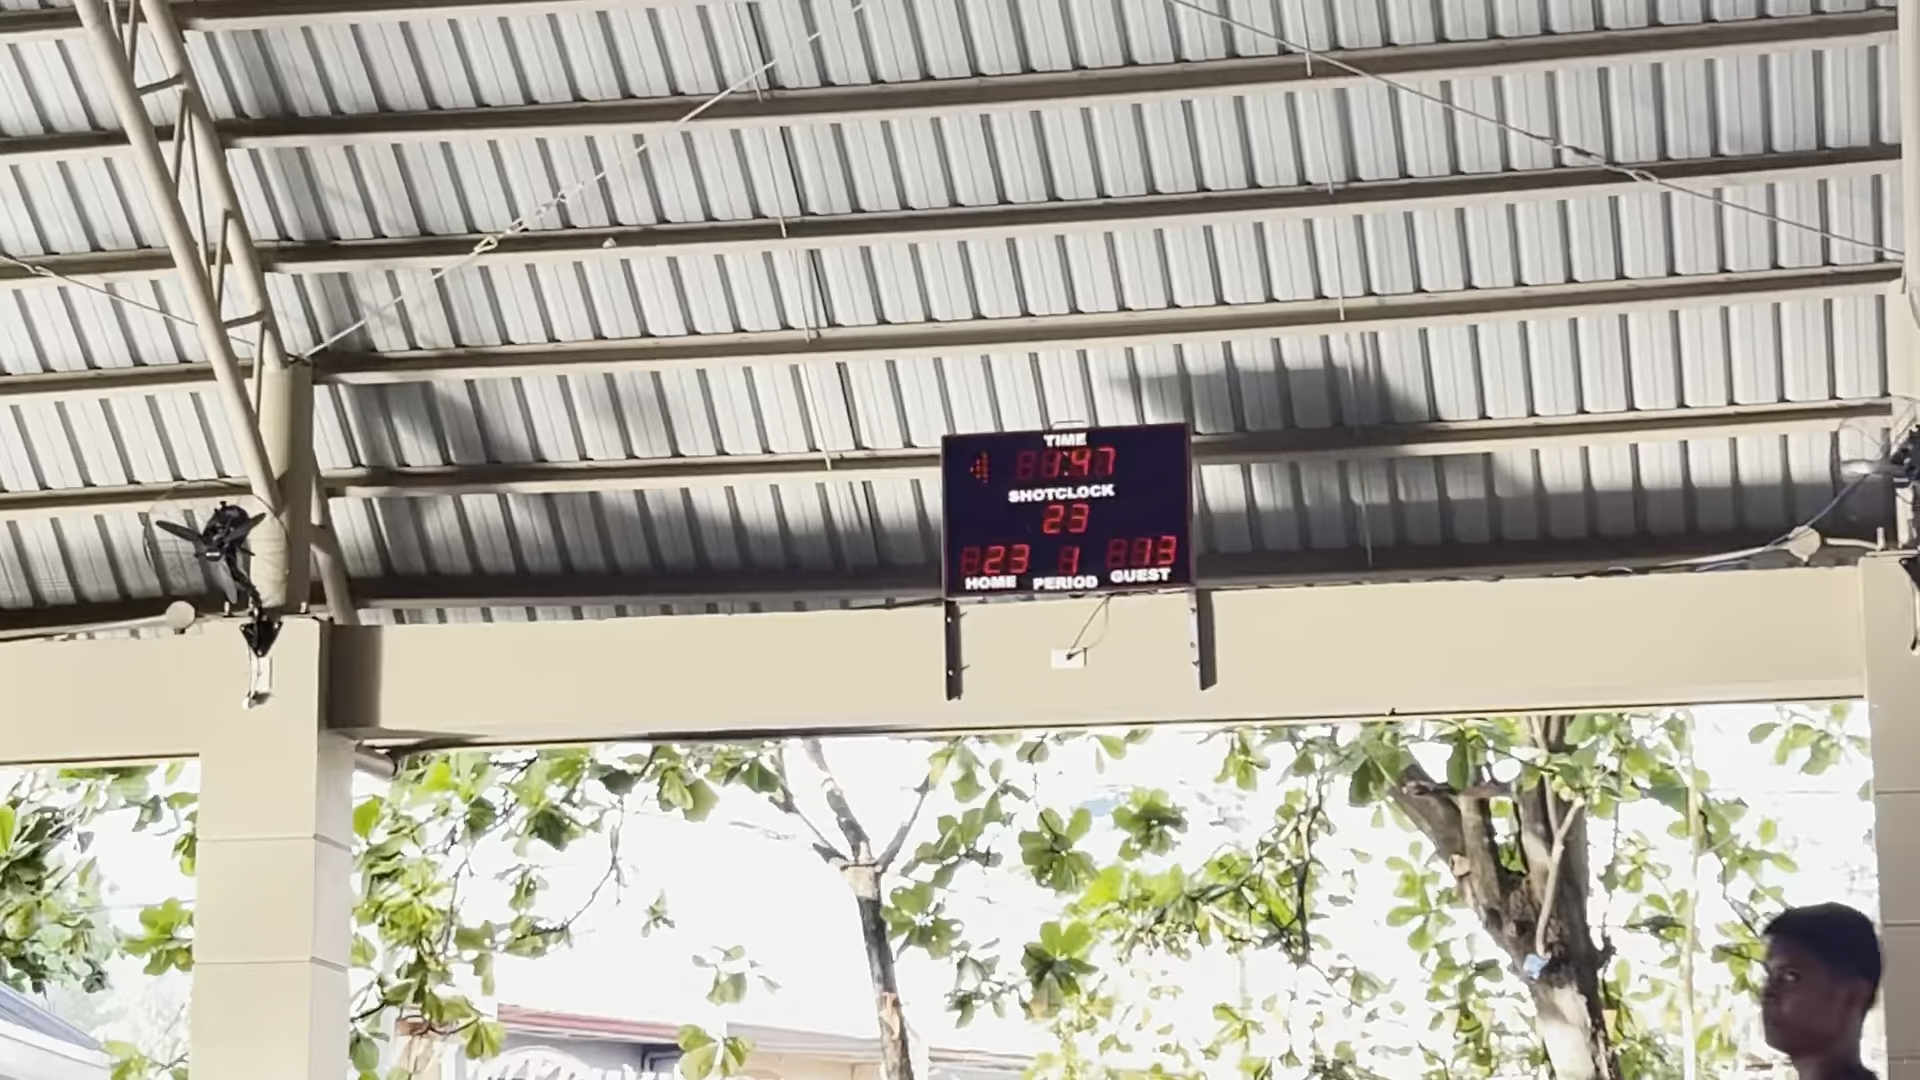 TIME
1:47
SHOTCLOCK
23
23 1 13
HOME PERIOD GUEST